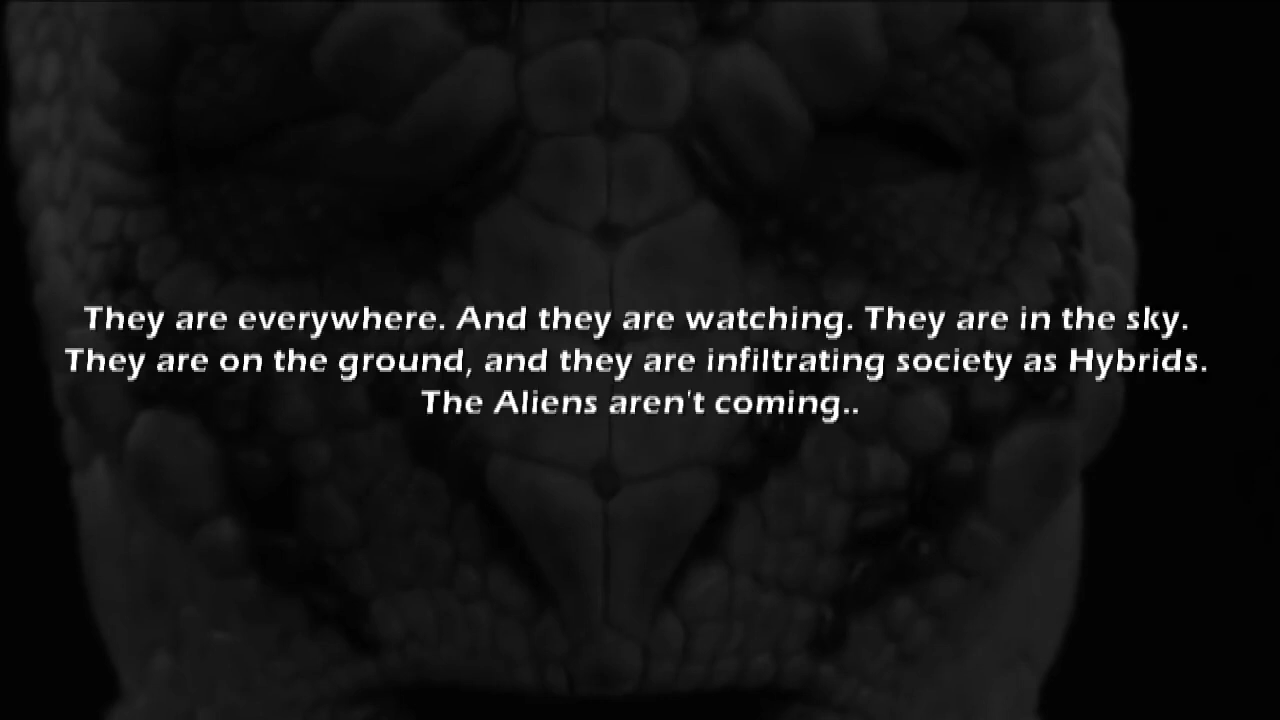 They are everywhere. And they are watching. They are in the sky.
They are on the ground, and they are infiltrating society as Hybrids.
The Aliens aren't coming..